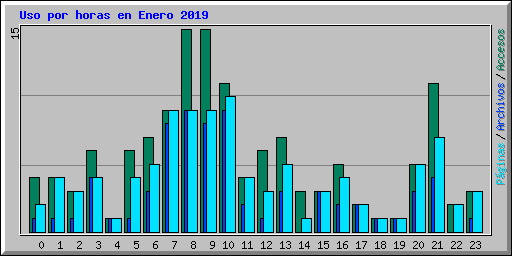 Uso por horas en Enero 2019
15
Páginas / Archivos / Accesos
0 1 2 3 4 5 6 7 8 9 10 11 12 13 14 15 16 17 18 19 20 21 22 23